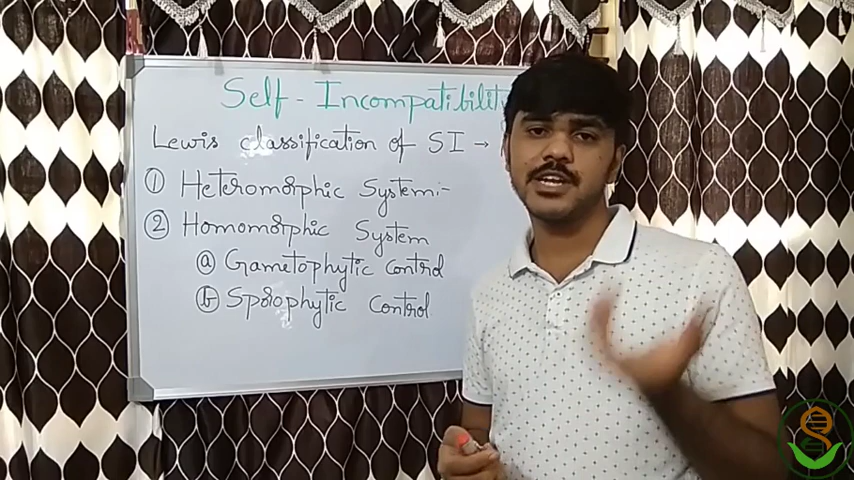 Self - Incompatibility
Lewis classification of SI →
① Heteromorphic System:-
② Homomorphic System
ⓐ Gametophytic Control
ⓑ Sporophytic Control